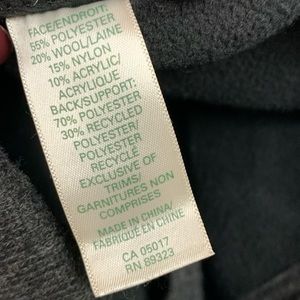 FACE/ENDROIT:
55% POLYESTER
20% WOOL/LAINE
15% NYLON
10% ACRYLIC/
ACRYLIQUE
BACK/SUPPORT:
70% POLYESTER
30% RECYCLED
POLYESTER/
POLYESTER
RECYCLÉ
EXCLUSIVE OF
TRIMS/
GARNITURES NON
COMPRISES
MADE IN CHINA/
FABRIQUÉ EN CHINE
CA 05017
RN 89323